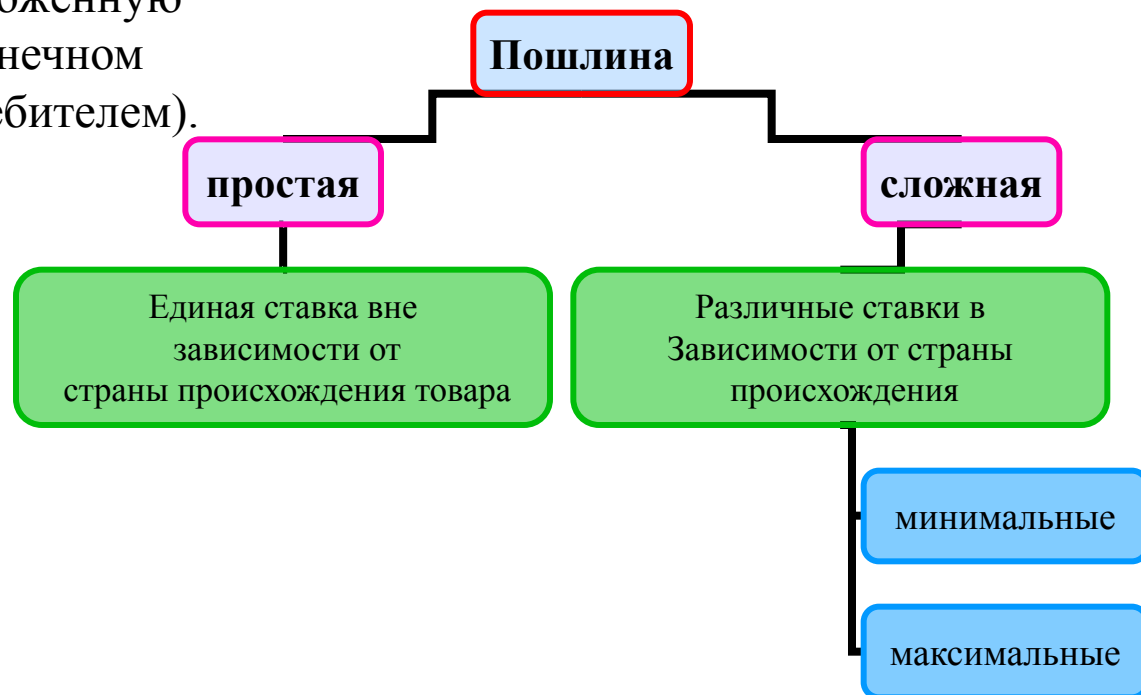 Пошлина
простая
сложная
Единая ставка вне
зависимости от
страны происхождения товара
Различные ставки в
Зависимости от страны
происхождения
минимальные
максимальные